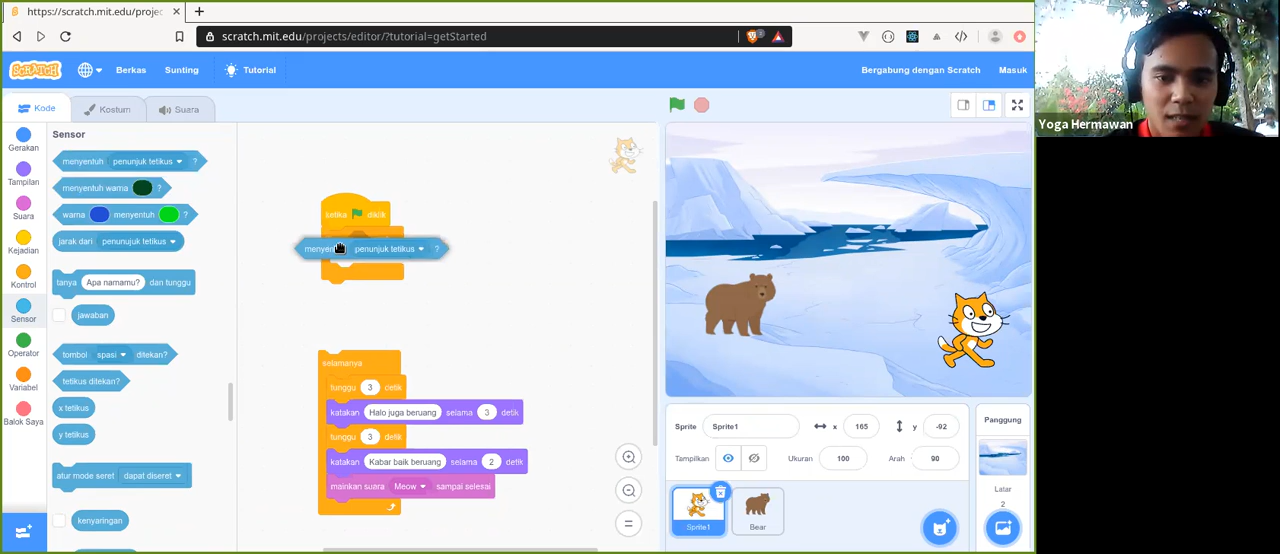 https://scratch.mit.edu/projec
scratch.mit.edu/projects/editor/?tutorial=getStarted
SCRATCH
Berkas
Sunting
Tutorial
Bergabung dengan Scratch
Masuk
Kode
Kostum
Suara
Yoga Hermawan
Gerakan
Tampilan
Suara
Kejadian
Kontrol
Sensor
Operator
Variabel
Balok Saya
Sensor
menyentuh penunjuk tetikus ?
menyentuh warna ?
warna menyentuh ?
jarak dari penunujuk tetikus
tanya Apa namamu? dan tunggu
jawaban
tombol spasi ditekan?
tetikus ditekan?
x tetikus
y tetikus
atur mode seret dapat diseret
kenyaringan
ketika diklik
penunjuk tetikus ?
selamanya
tunggu 3 detik
katakan Halo juga beruang selama 3 detik
tunggu 3 detik
katakan Kabar baik beruang selama 2 detik
mainkan suara Meow sampai selesai
Sprite Sprite1 x 165 y -92
Tampilkan Ukuran 100 Arah 90
Sprite1
Bear
Panggung
Latar
2